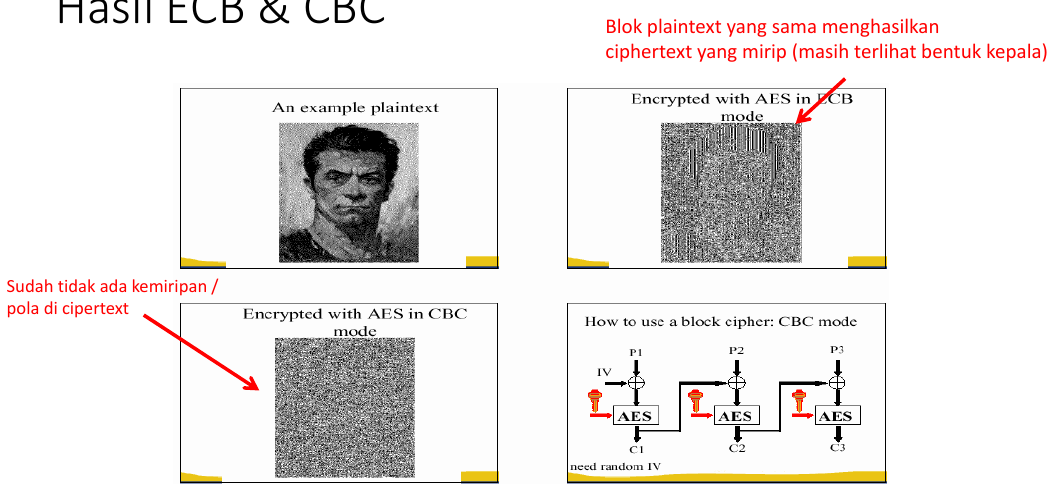 Hasil ECB & CBC
Blok plaintext yang sama menghasilkan
ciphertext yang mirip (masih terlihat bentuk kepala)
An example plaintext
Encrypted with AES in ECB
mode
Sudah tidak ada kemiripan /
pola di cipertext
Encrypted with AES in CBC
mode
How to use a block cipher: CBC mode
P1 P2 P3
IV
AES AES AES
C1 C2 C3
need random IV